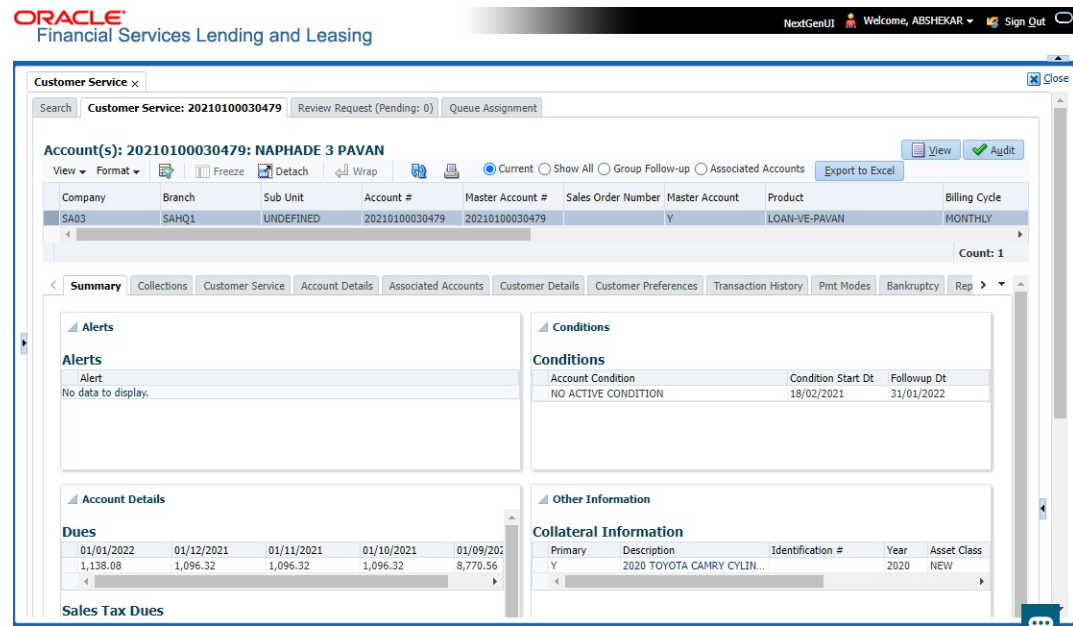 ORACLE
Financial Services Lending and Leasing
NextGenUI Welcome, ABSHEKAR Sign Out
Customer Service x
Close
Search Customer Service: 20210100030479 Review Request (Pending: 0) Queue Assignment
Account(s): 20210100030479: NAPHADE 3 PAVAN
View Audit
View Format Freeze Detach Wrap Current Show All Group Follow-up Associated Accounts Export to Excel
Company Branch Sub Unit Account # Master Account # Sales Order Number Master Account Product Billing Cycle
SA03 SAHQ1 UNDEFINED 20210100030479 20210100030479 Y LOAN-VE-PAVAN MONTHLY
Count: 1
Summary Collections Customer Service Account Details Associated Accounts Customer Details Customer Preferences Transaction History Pmt Modes Bankruptcy Rep
Alerts
Alerts
Alert
No data to display.
Conditions
Conditions
Account Condition Condition Start Dt Followup Dt
NO ACTIVE CONDITION 18/02/2021 31/01/2022
Account Details
Dues
01/01/2022 01/12/2021 01/11/2021 01/10/2021 01/09/202
1,138.08 1,096.32 1,096.32 1,096.32 8,770.56
Sales Tax Dues
Other Information
Collateral Information
Primary Description Identification # Year Asset Class
Y 2020 TOYOTA CAMRY CYLIN... 2020 NEW